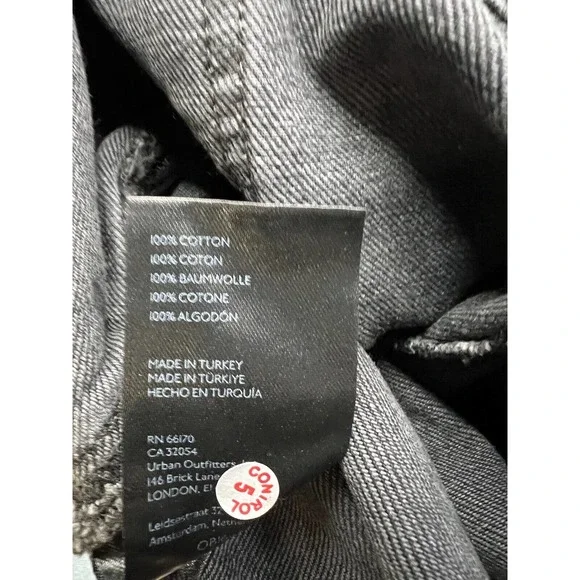 100% COTTON
100% COTON
100% BAUMWOLLE
100% COTONE
100% ALGODÓN
MADE IN TURKEY
MADE IN TÜRKIYE
HECHO EN TURQUÍA
RN 66170
CA 32054
Urban Outfitters,
146 Brick Lane
LONDON,
CONTROL
5
Leidsestraat
Amsterdam,